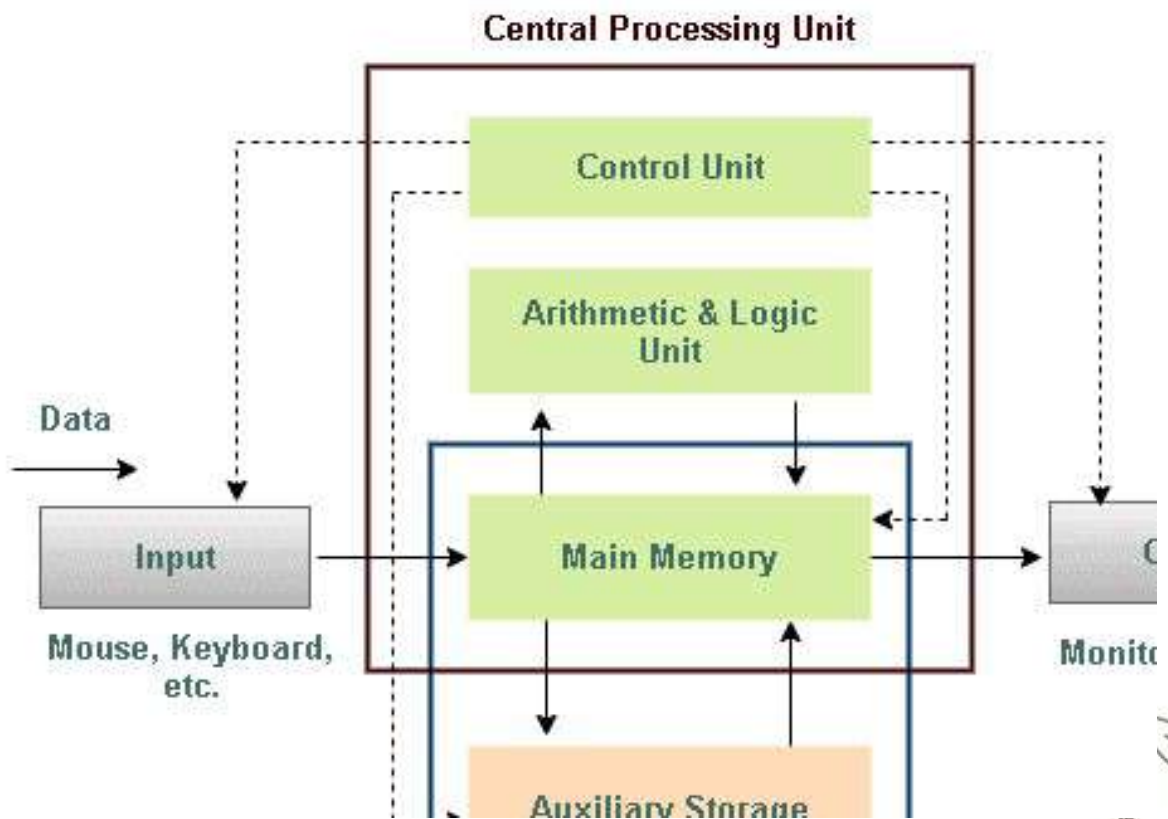 Central Processing Unit
Control Unit
Arithmetic & Logic
Unit
Data
Input
Main Memory
Mouse, Keyboard,
etc.
Auxiliary Storage